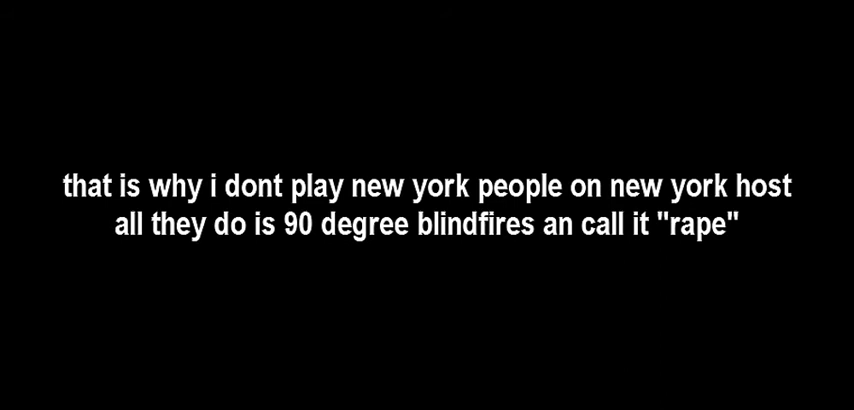 that is why i dont play new york people on new york host
all they do is 90 degree blindfires an call it "rape"